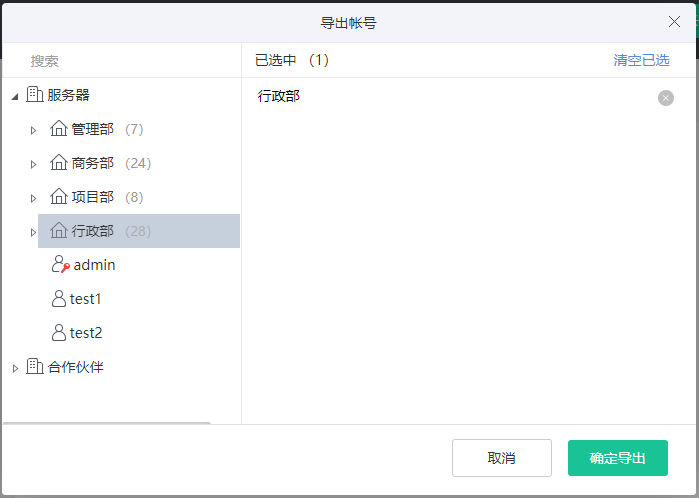 导出帐号
搜索
已选中 （1）
清空已选
服务器
管理部 （7）
商务部 （24）
项目部 （8）
行政部 （28）
admin
test1
test2
合作伙伴
行政部
取消
确定导出